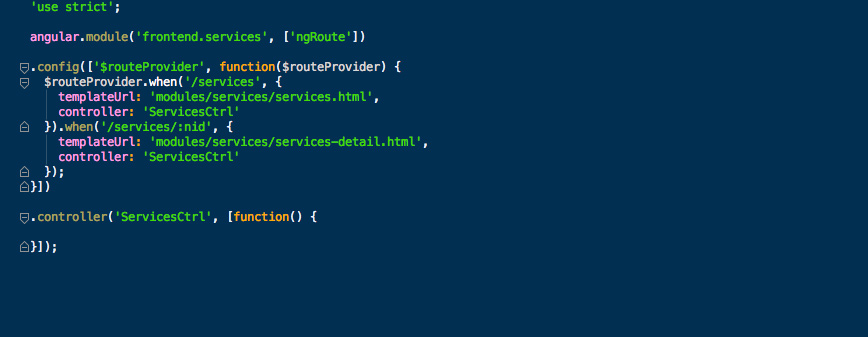 'use strict';
angular.module('frontend.services', ['ngRoute'])
.config(['$routeProvider', function($routeProvider) {
$routeProvider.when('/services', {
templateUrl: 'modules/services/services.html',
controller: 'ServicesCtrl'
}).when('/services/:nid', {
templateUrl: 'modules/services/services-detail.html',
controller: 'ServicesCtrl'
});
}])
.controller('ServicesCtrl', [function() {
}]);